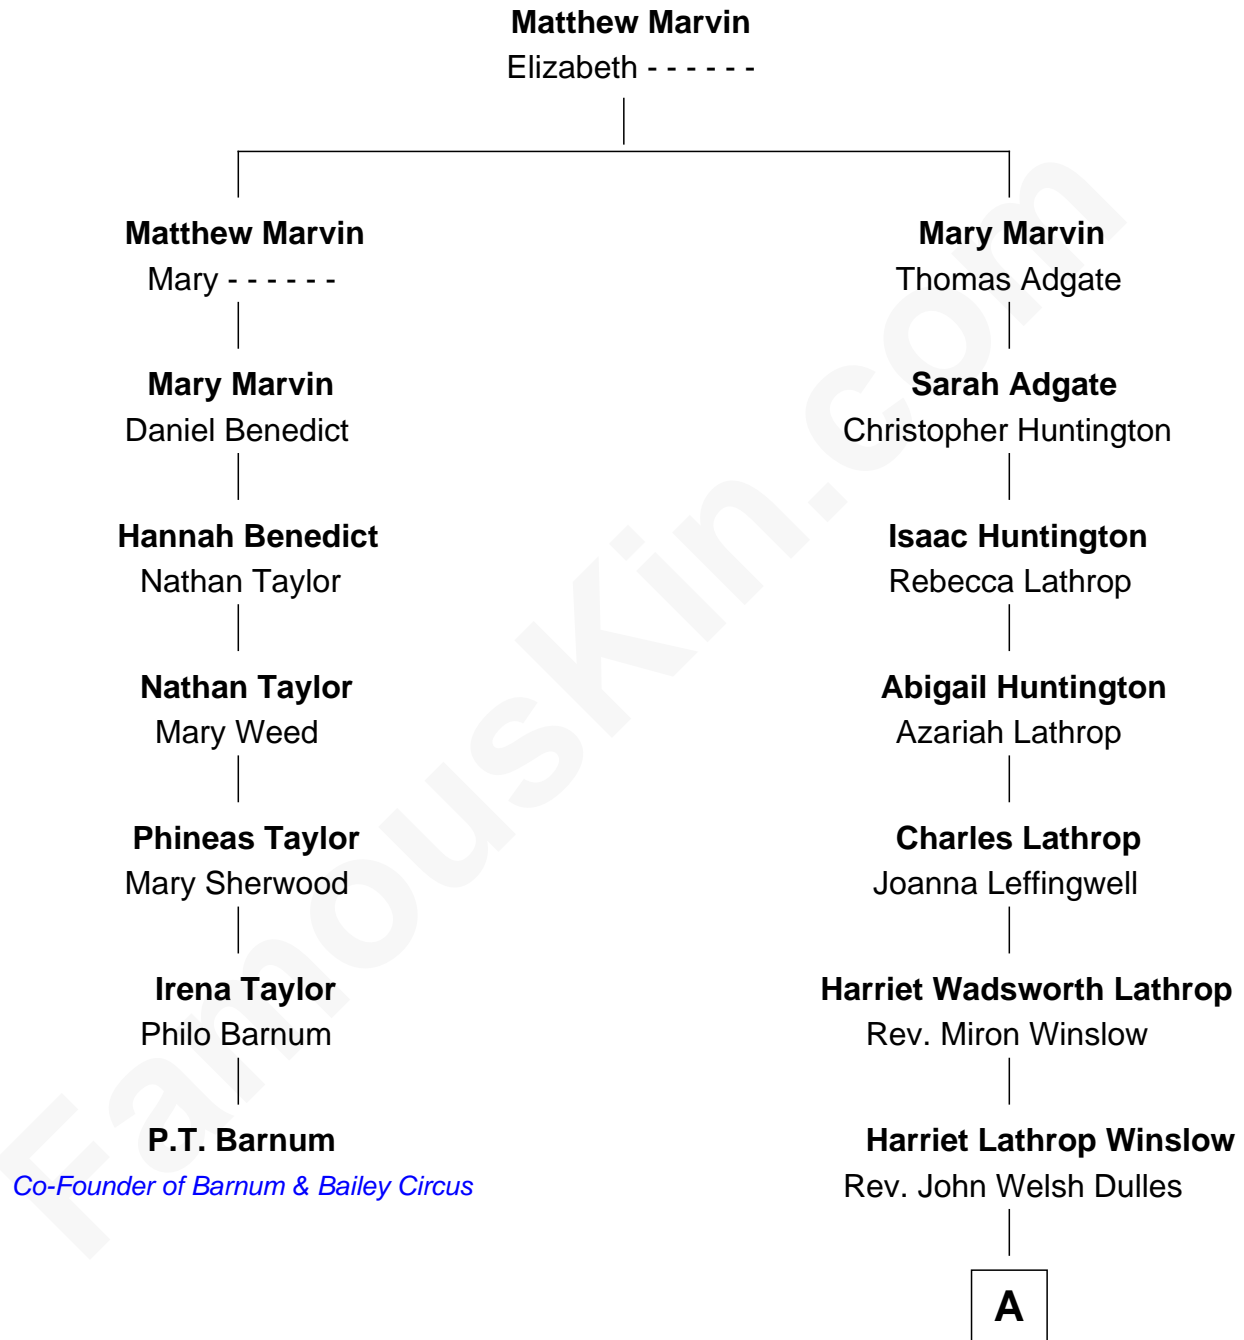 Matthew Marvin
Elizabeth - - - - - -
Matthew Marvin
Mary - - - - - -
Mary Marvin
Daniel Benedict
Hannah Benedict
Nathan Taylor
Nathan Taylor
Mary Weed
Phineas Taylor
Mary Sherwood
Irena Taylor
Philo Barnum
P.T. Barnum
Co-Founder of Barnum & Bailey Circus
Mary Marvin
Thomas Adgate
Sarah Adgate
Christopher Huntington
Isaac Huntington
Rebecca Lathrop
Abigail Huntington
Azariah Lathrop
Charles Lathrop
Joanna Leffingwell
Harriet Wadsworth Lathrop
Rev. Miron Winslow
Harriet Lathrop Winslow
Rev. John Welsh Dulles
A
FamousKin.com